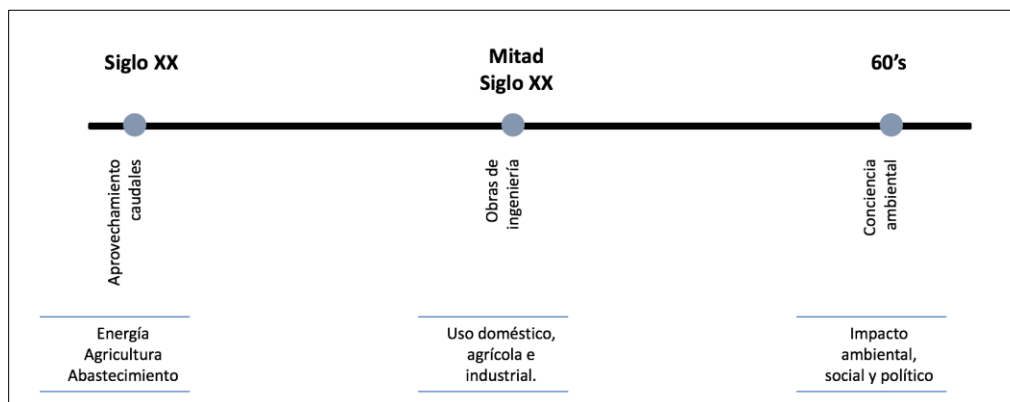 Siglo XX
Mitad
Siglo XX
60's
Aprovechamiento
caudales
Obras de
ingeniería
Conciencia
ambiental
Energía
Agricultura
Abastecimiento
Uso doméstico,
agrícola e
industrial.
Impacto
ambiental,
social y político